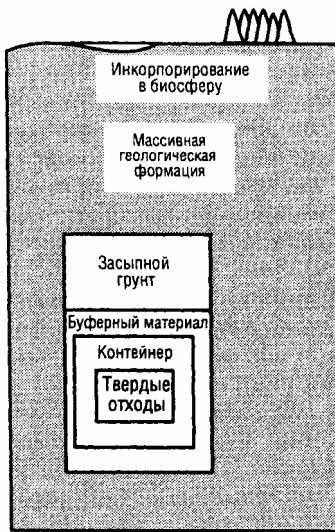 Инкорпорирование
в биосферу
Массивная
геологическая
формация
Засыпной
грунт
Буферный материал
Контейнер
Твердые
отходы